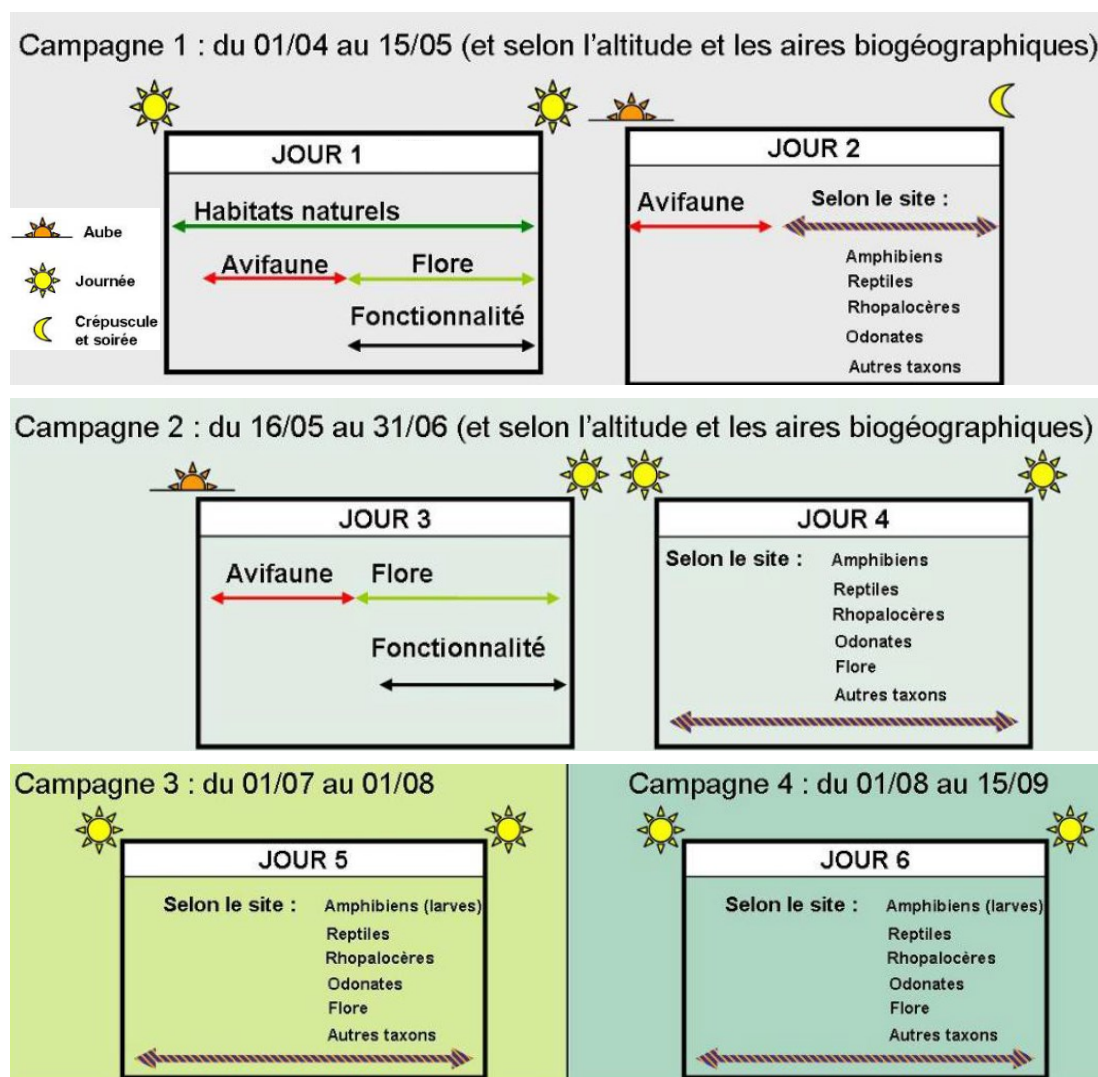 Campagne 1 : du 01/04 au 15/05 (et selon l'altitude et les aires biogéographiques)
JOUR 1
Habitats naturels
Avifaune Flore
Fonctionnalité
JOUR 2
Avifaune
Selon le site :
Amphibiens
Reptiles
Rhopalocères
Odonates
Autres taxons
Aube
Journée
Crépuscule
et soirée
Campagne 2 : du 16/05 au 31/06 (et selon l'altitude et les aires biogéographiques)
JOUR 3
Avifaune Flore
Fonctionnalité
JOUR 4
Selon le site : Amphibiens
Reptiles
Rhopalocères
Odonates
Flore
Autres taxons
Campagne 3 : du 01/07 au 01/08
JOUR 5
Selon le site : Amphibiens (larves)
Reptiles
Rhopalocères
Odonates
Flore
Autres taxons
Campagne 4 : du 01/08 au 15/09
JOUR 6
Selon le site : Amphibiens (larves)
Reptiles
Rhopalocères
Odonates
Flore
Autres taxons